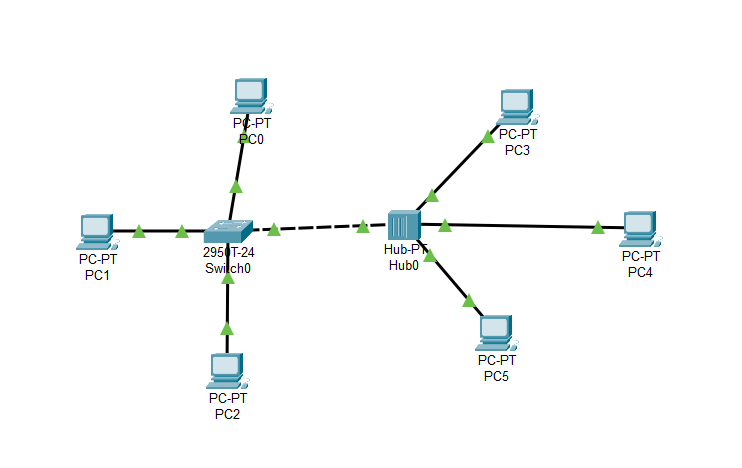 PC-PT
PC0
PC-PT
PC3
PC-PT
PC1
2950T-24
Switch0
Hub-PT
Hub0
PC-PT
PC4
PC-PT
PC5
PC-PT
PC2